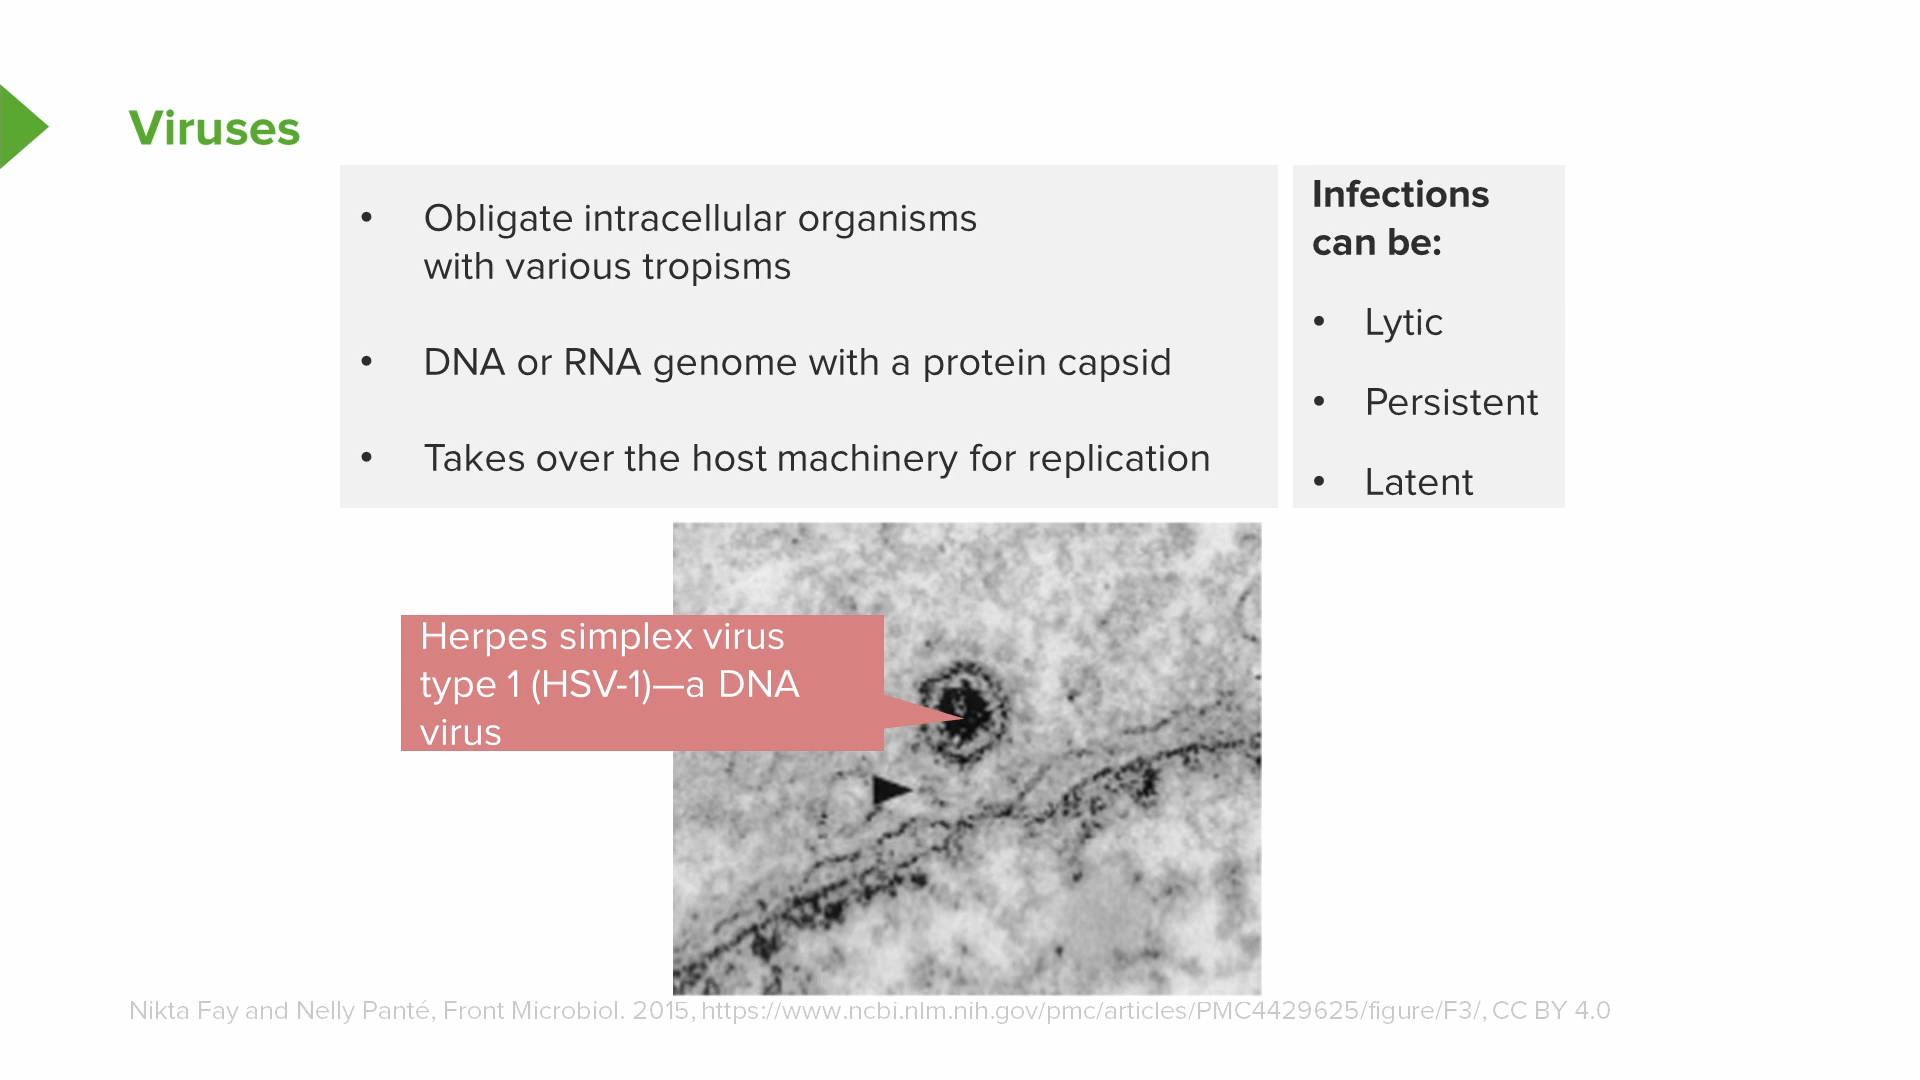 Viruses
• Obligate intracellular organisms
with various tropisms
• DNA or RNA genome with a protein capsid
• Takes over the host machinery for replication
Infections
can be:
• Lytic
• Persistent
• Latent
Herpes simplex virus
type 1 (HSV-1)—a DNA
virus
Nikta Fay and Nelly Panté, Front Microbiol. 2015, https://www.ncbi.nlm.nih.gov/pmc/articles/PMC4429625/figure/F3/, CC BY 4.0